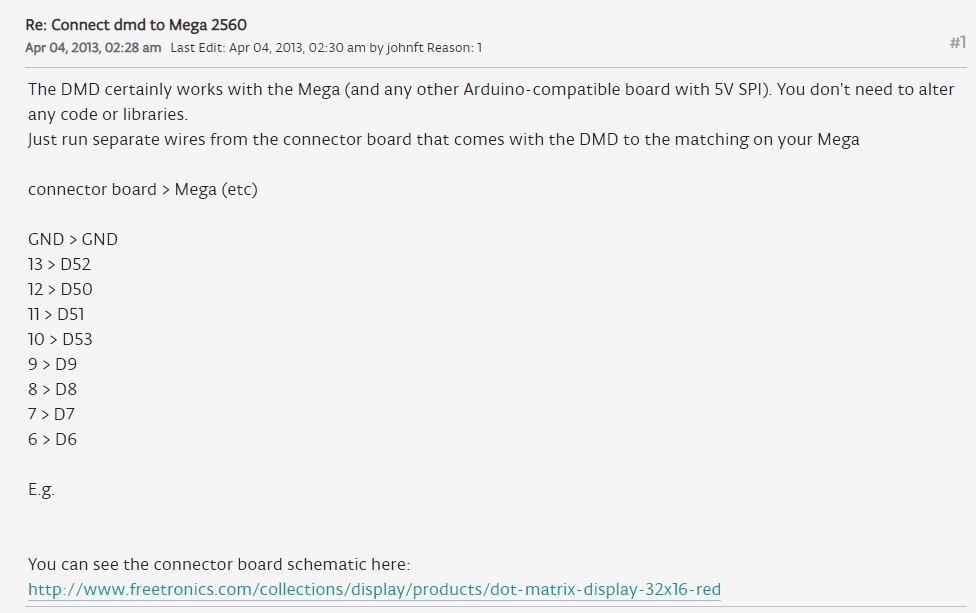 Re: Connect dmd to Mega 2560
Apr 04, 2013, 02:28 am Last Edit: Apr 04, 2013, 02:30 am by johnft Reason: 1
#1
The DMD certainly works with the Mega (and any other Arduino-compatible board with 5V SPI). You don't need to alter
any code or libraries.
Just run separate wires from the connector board that comes with the DMD to the matching on your Mega
connector board > Mega (etc)
GND > GND
13 > D52
12 > D50
11 > D51
10 > D53
9 > D9
8 > D8
7 > D7
6 > D6
E.g.
You can see the connector board schematic here:
http://www.freetronics.com/collections/display/products/dot-matrix-display-32x16-red